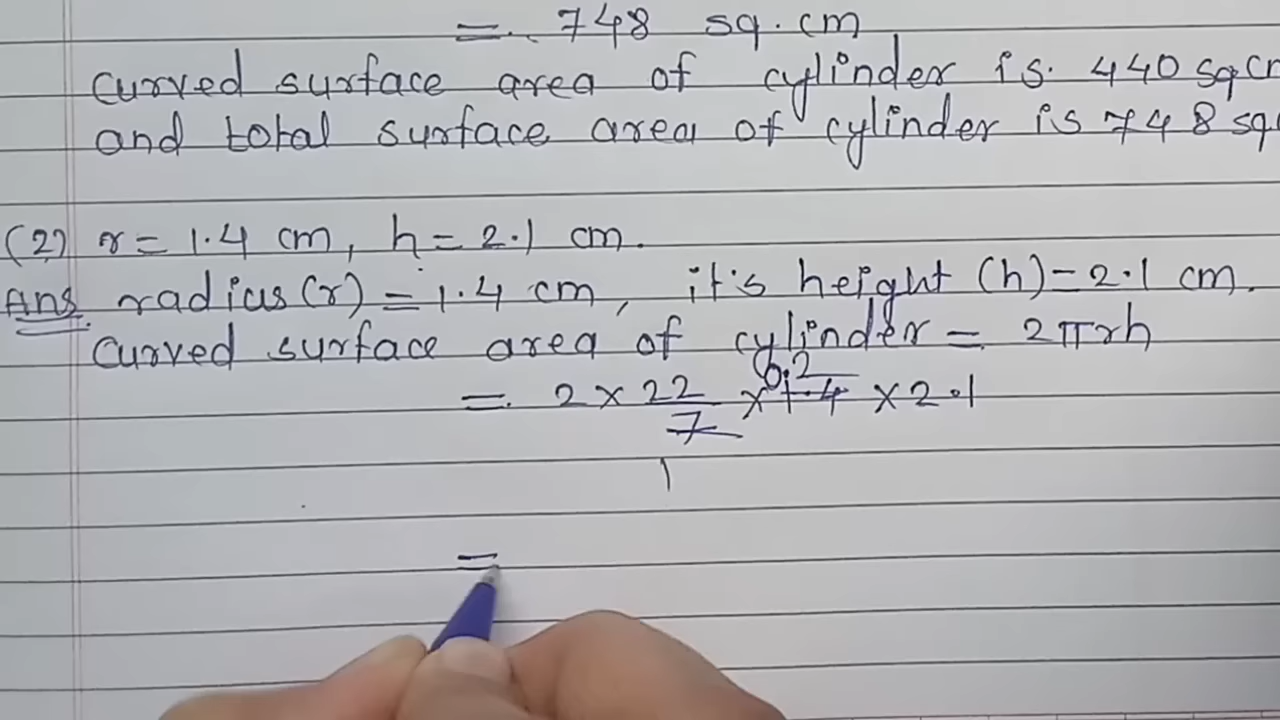 = 748 sq.cm
curved surface area of cylinder is 440 sq cm
and total surface area of cylinder is 748 sq
(2) r = 1.4 cm, h = 2.1 cm.
Ans. radius(r) = 1.4 cm, it's height (h) = 2.1 cm.
Curved surface area of cylinder = 2πrh
0.2
= 2 × 22/7 × 1.4 × 2.1
1
=